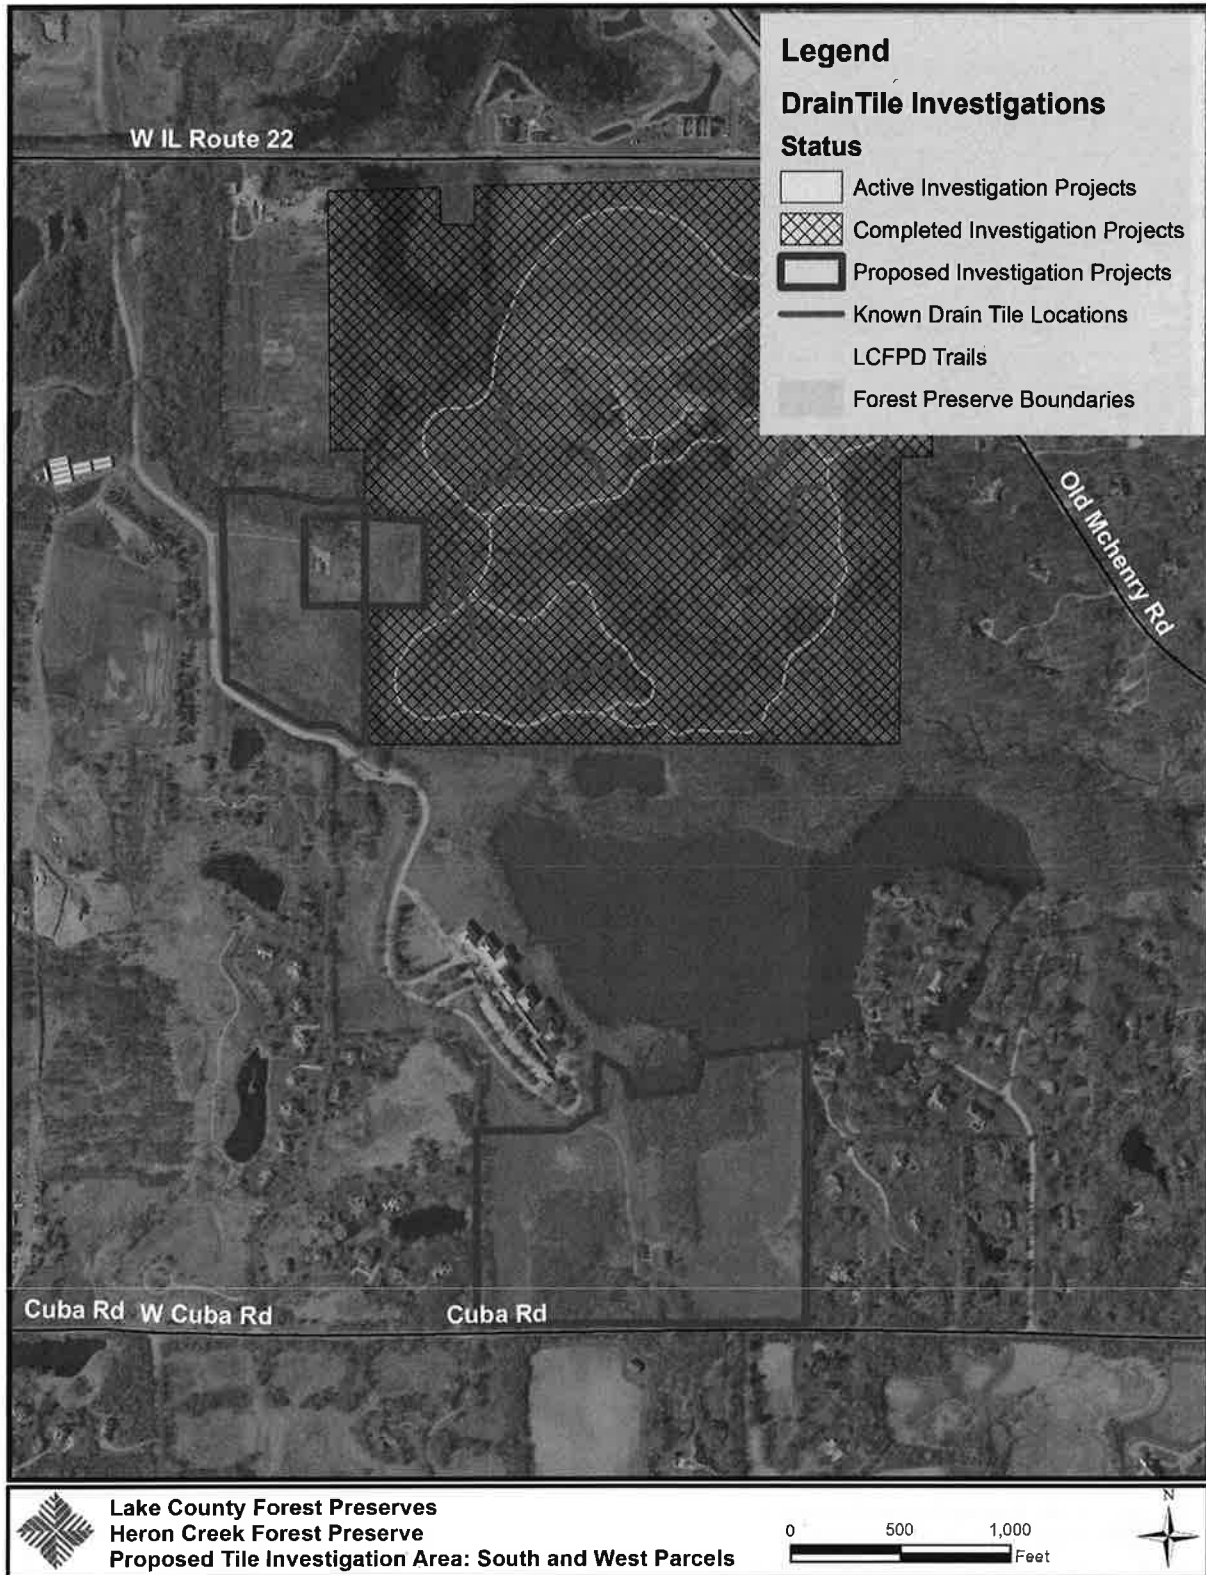 Legend
DrainTile Investigations
Status
Active Investigation Projects
Completed Investigation Projects
Proposed Investigation Projects
Known Drain Tile Locations
LCFPD Trails
Forest Preserve Boundaries
W IL Route 22
Old Mchenry Rd
Cuba Rd W Cuba Rd Cuba Rd
Lake County Forest Preserves
Heron Creek Forest Preserve
Proposed Tile Investigation Area: South and West Parcels
0 500 1,000
Feet
N